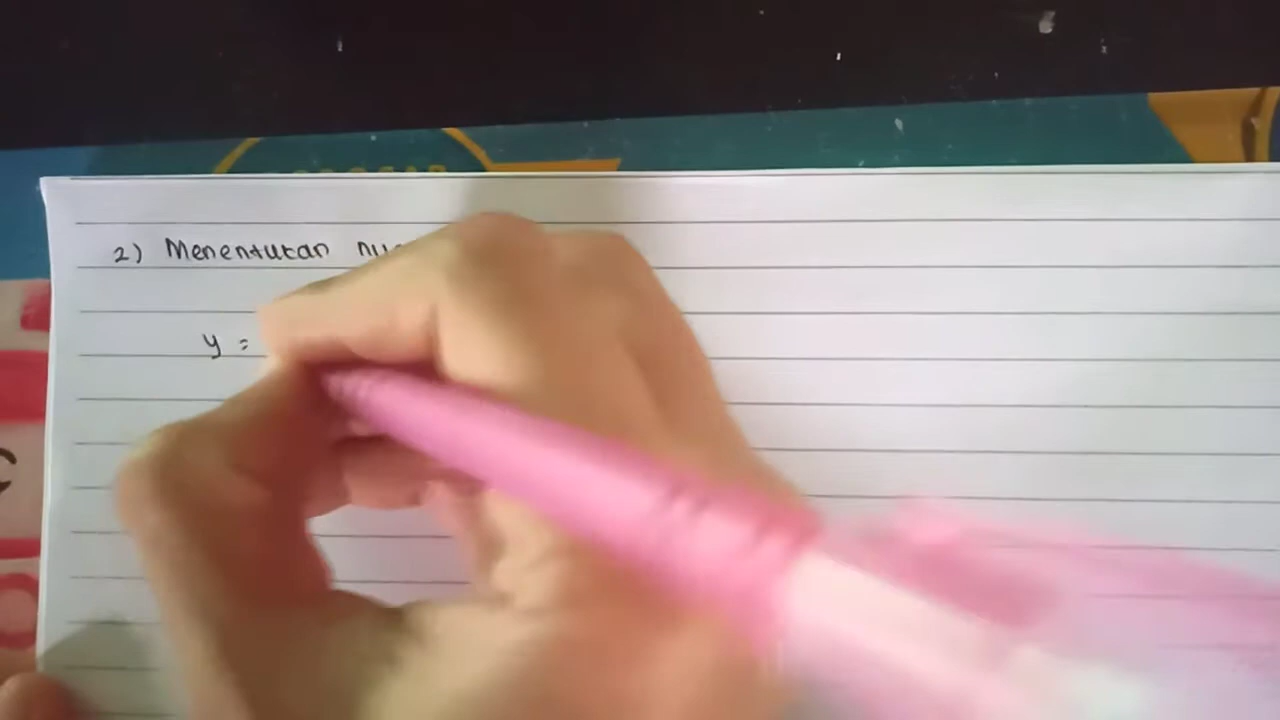 2) Menentukan
y =